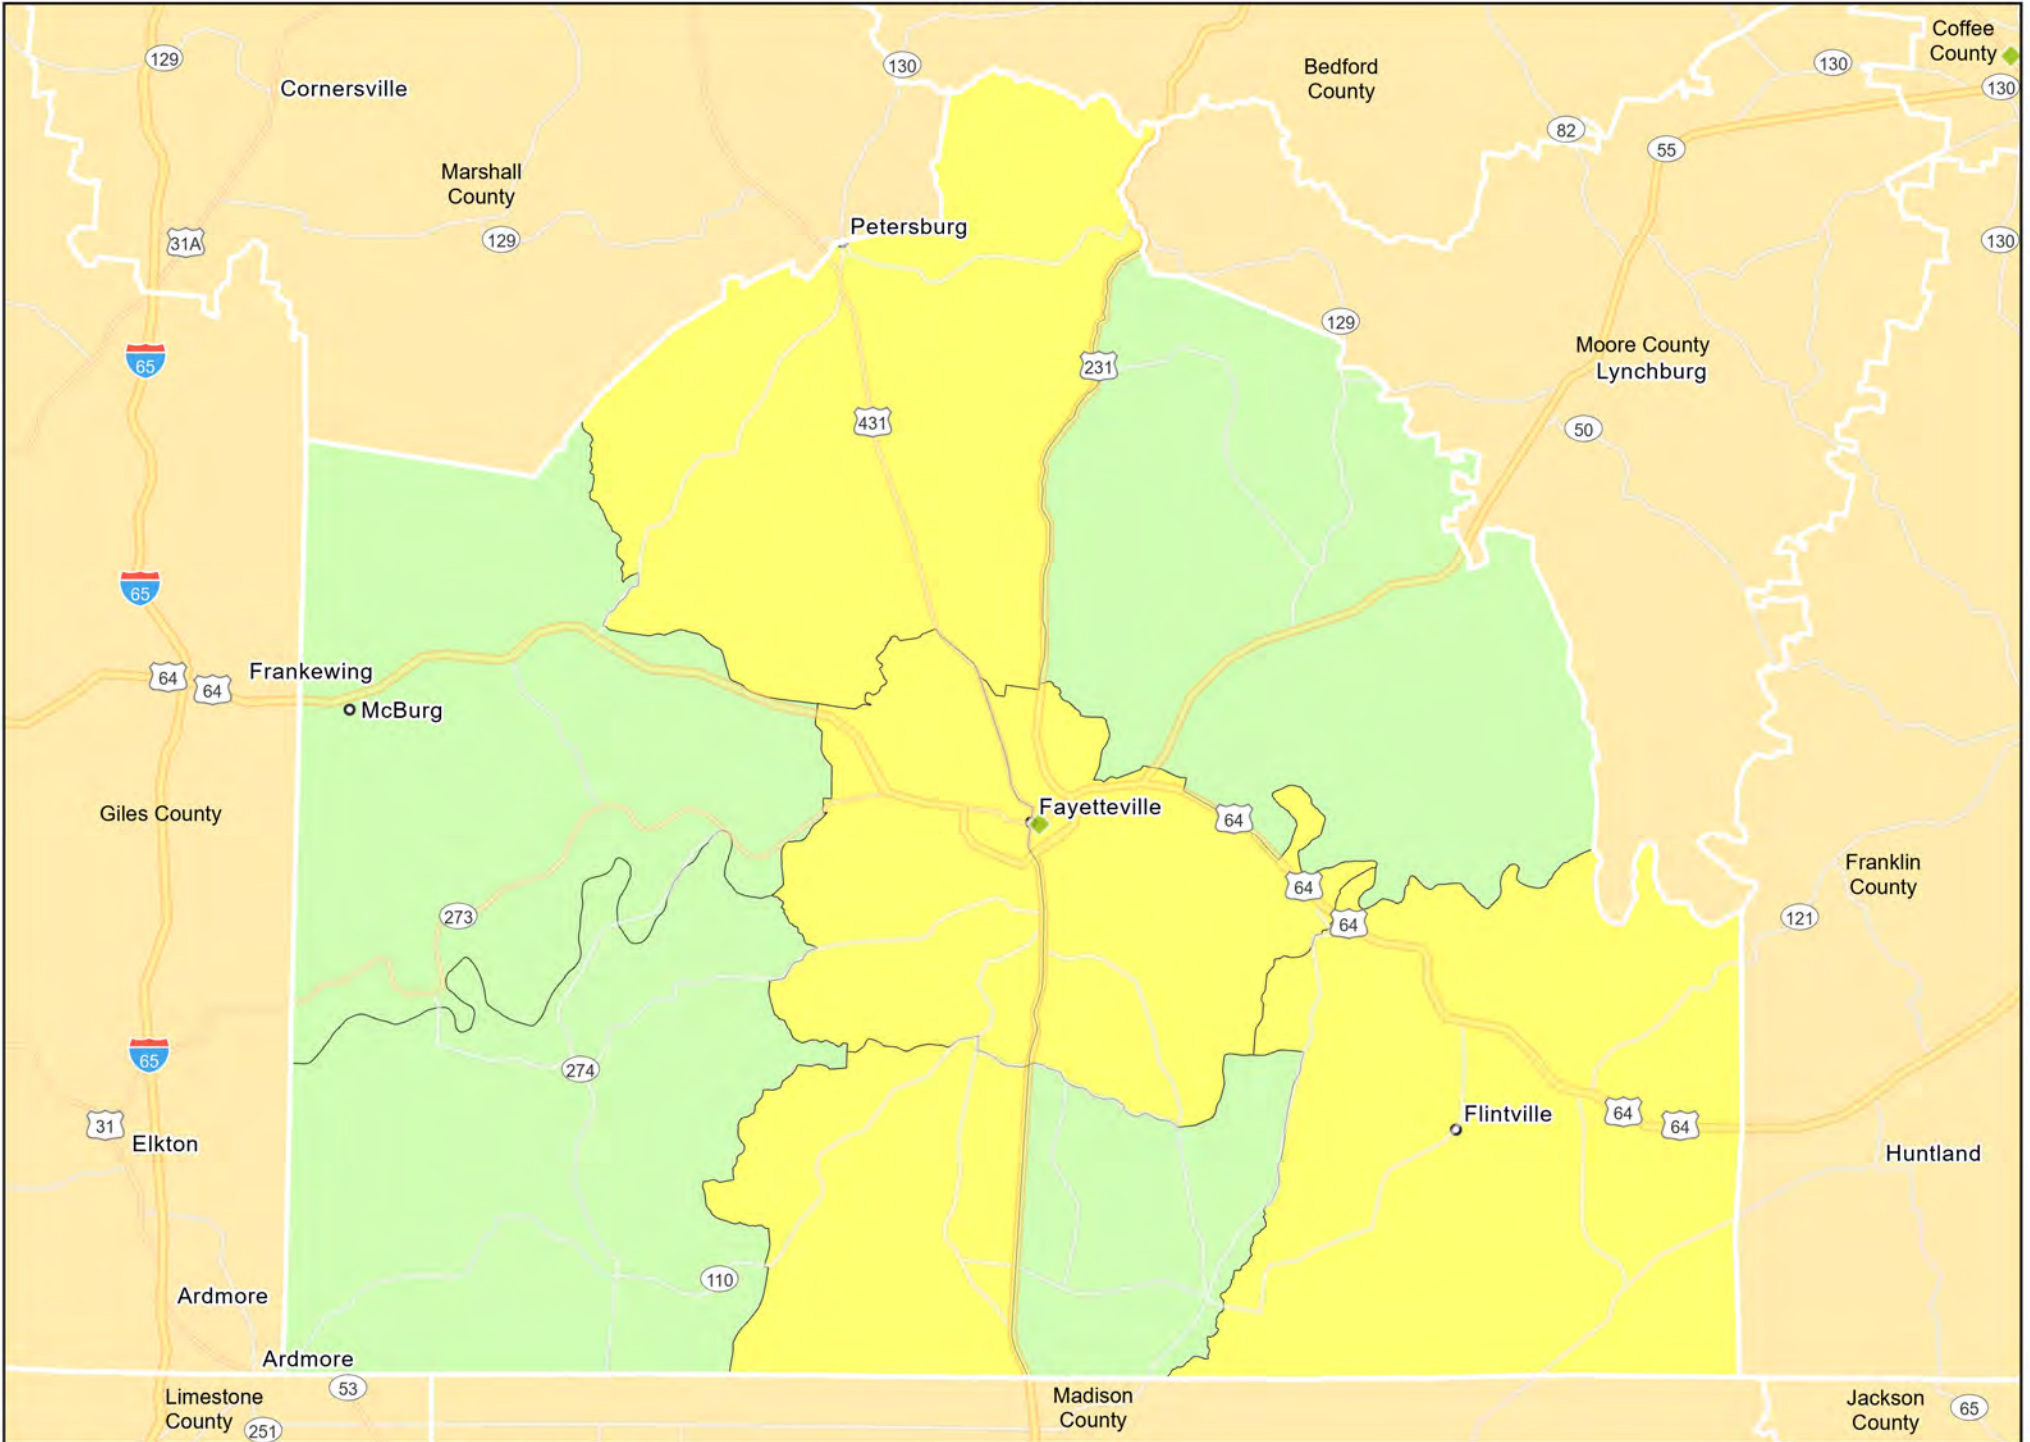 Coffee
County
129
130
Bedford
County
130
130
Cornersville
82
55
Marshall
County
Petersburg
31A
129
130
129
65
231
Moore County
Lynchburg
431
50
65
Frankewing
64
64
McBurg
Giles County
Fayetteville
64
Franklin
County
64
273
64
121
65
274
31
Elkton
Flintville
64
64
Huntland
110
Ardmore
Ardmore
53
Limestone
County
251
Madison
County
Jackson
County
65